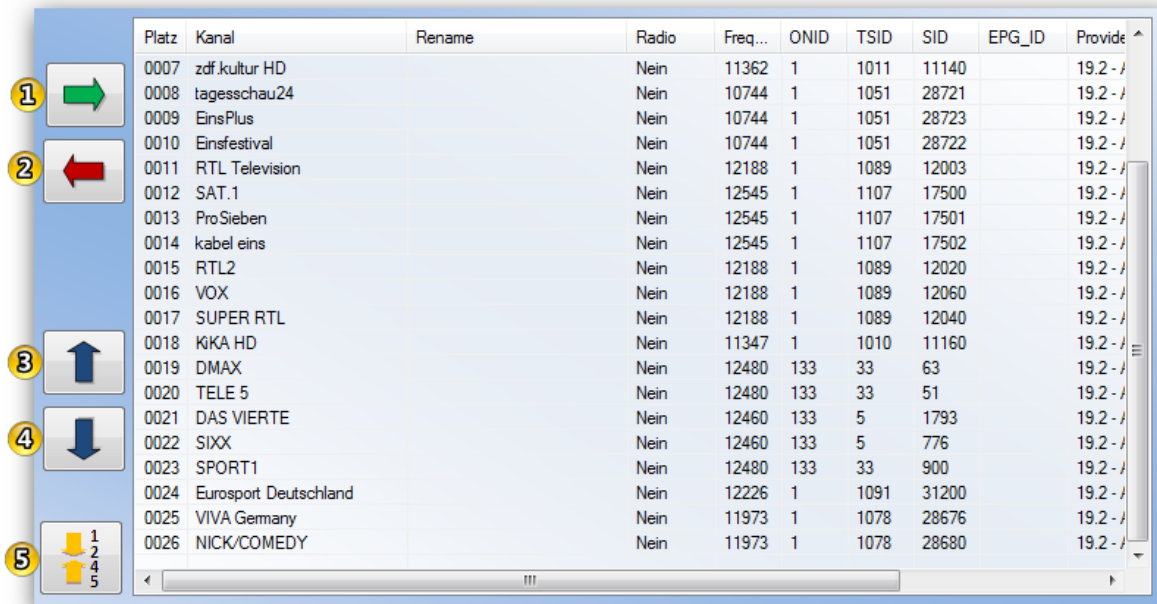 Platz Kanal Rename Radio Freq... ONID TSID SID EPG_ID Provide
0007 zdf.kultur HD Nein 11362 1 1011 11140 19.2 - A
1
0008 tagesschau24 Nein 10744 1 1051 28721 19.2 - A
0009 EinsPlus Nein 10744 1 1051 28723 19.2 - A
0010 Einsfestival Nein 10744 1 1051 28722 19.2 - A
2
0011 RTL Television Nein 12188 1 1089 12003 19.2 - A
0012 SAT.1 Nein 12545 1 1107 17500 19.2 - A
0013 ProSieben Nein 12545 1 1107 17501 19.2 - A
0014 kabel eins Nein 12545 1 1107 17502 19.2 - A
0015 RTL2 Nein 12188 1 1089 12020 19.2 - A
0016 VOX Nein 12188 1 1089 12060 19.2 - A
0017 SUPER RTL Nein 12188 1 1089 12040 19.2 - A
0018 KiKA HD Nein 11347 1 1010 11160 19.2 - A
3
0019 DMAX Nein 12480 133 33 63 19.2 - A
0020 TELE 5 Nein 12480 133 33 51 19.2 - A
0021 DAS VIERTE Nein 12460 133 5 1793 19.2 - A
4
0022 SIXX Nein 12460 133 5 776 19.2 - A
0023 SPORT1 Nein 12480 133 33 900 19.2 - A
0024 Eurosport Deutschland Nein 12226 1 1091 31200 19.2 - A
0025 VIVA Germany Nein 11973 1 1078 28676 19.2 - A
0026 NICK/COMEDY Nein 11973 1 1078 28680 19.2 - A
5
1
2
4
5